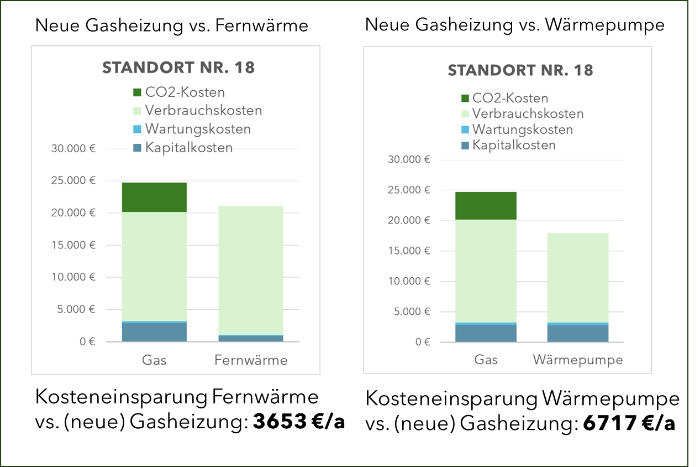 Neue Gasheizung vs. Fernwärme
STANDORT NR. 18
CO2-Kosten
Verbrauchskosten
Wartungskosten
Kapitalkosten
30.000 €
25.000 €
20.000 €
15.000 €
10.000 €
5.000 €
0 €
Gas Fernwärme
Kosteneinsparung Fernwärme
vs. (neue) Gasheizung: 3653 €/a
Neue Gasheizung vs. Wärmepumpe
STANDORT NR. 18
CO2-Kosten
Verbrauchskosten
Wartungskosten
Kapitalkosten
30.000 €
25.000 €
20.000 €
15.000 €
10.000 €
5.000 €
0 €
Gas Wärmepumpe
Kosteneinsparung Wärmepumpe
vs. (neue) Gasheizung: 6717 €/a